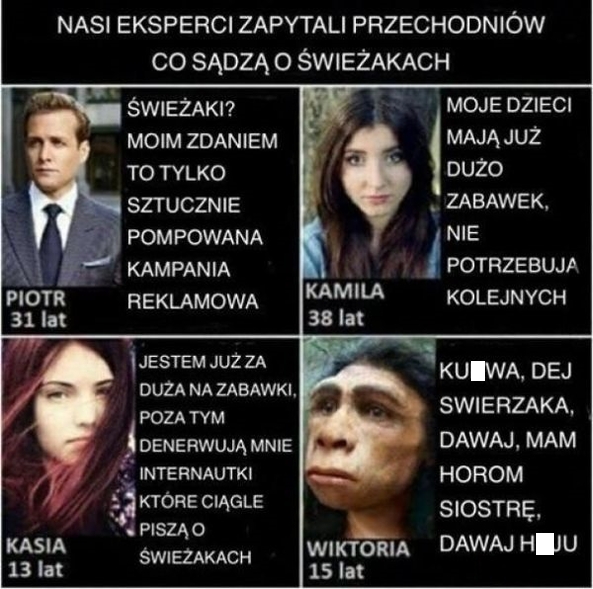 NASI EKSPERCI ZAPYTALI PRZECHODNIÓW
CO SĄDZĄ O ŚWIEŻAKACH
ŚWIEŻAKI?
MOIM ZDANIEM
TO TYLKO
SZTUCZNIE
POMPOWANA
KAMPANIA
REKLAMOWA
PIOTR
31 lat
MOJE DZIECI
MAJĄ JUŻ
DUŻO
ZABAWEK,
NIE
POTRZEBUJĄ
KOLEJNYCH
KAMILA
38 lat
JESTEM JUŻ ZA
DUŻA NA ZABAWKI,
POZA TYM
DENERWUJĄ MNIE
INTERNAUTKI
KTÓRE CIĄGLE
PISZĄ O
ŚWIEŻAKACH
KASIA
13 lat
KU WA, DEJ
SWIERZAKA,
DAWAJ, MAM
HOROM
SIOSTRĘ,
DAWAJ H JU
WIKTORIA
15 lat